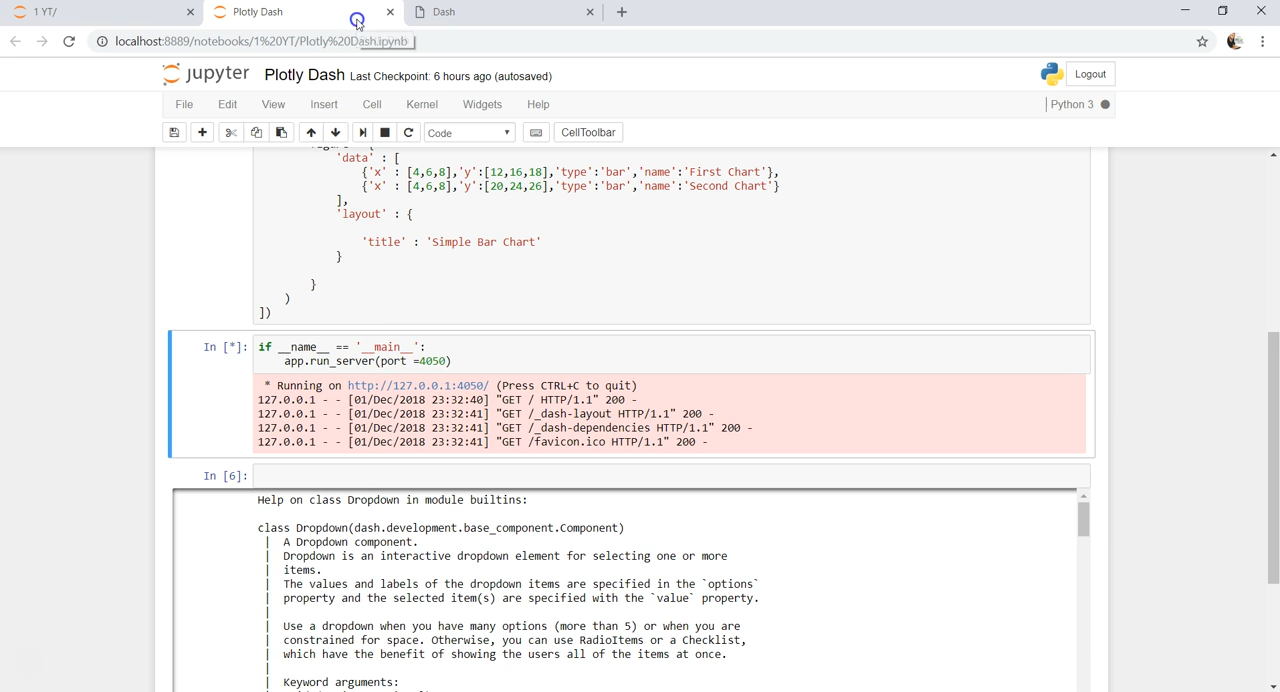 1 YT/
Plotly Dash
Dash
localhost:8889/notebooks/1%20YT/Plotly%20Dash.ipynb
jupyter Plotly Dash Last Checkpoint: 6 hours ago (autosaved)
Logout
File Edit View Insert Cell Kernel Widgets Help
Python 3
Code
CellToolbar
'data' : [
{'x' : [4,6,8],'y':[12,16,18],'type':'bar','name':'First Chart'},
{'x' : [4,6,8],'y':[20,24,26],'type':'bar','name':'Second Chart'}
],
'layout' : {
'title' : 'Simple Bar Chart'
}
}
)
])
In [*]: if __name__ == '__main__':
app.run_server(port =4050)
* Running on http://127.0.0.1:4050/ (Press CTRL+C to quit)
127.0.0.1 - - [01/Dec/2018 23:32:40] "GET / HTTP/1.1" 200 -
127.0.0.1 - - [01/Dec/2018 23:32:41] "GET /_dash-layout HTTP/1.1" 200 -
127.0.0.1 - - [01/Dec/2018 23:32:41] "GET /_dash-dependencies HTTP/1.1" 200 -
127.0.0.1 - - [01/Dec/2018 23:32:41] "GET /favicon.ico HTTP/1.1" 200 -
In [6]:
Help on class Dropdown in module builtins:
class Dropdown(dash.development.base_component.Component)
| A Dropdown component.
| Dropdown is an interactive dropdown element for selecting one or more
| items.
| The values and labels of the dropdown items are specified in the `options`
| property and the selected item(s) are specified with the `value` property.
|
| Use a dropdown when you have many options (more than 5) or when you are
| constrained for space. Otherwise, you can use RadioItems or a Checklist,
| which have the benefit of showing the users all of the items at once.
|
| Keyword arguments: